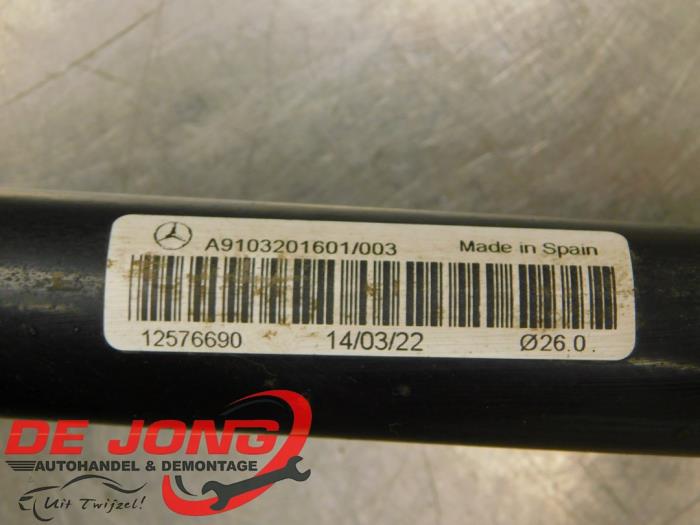 A9103201601/003 Made in Spain
12576690 14/03/22 Ø26.0.
DE JONG
AUTOHANDEL & DEMONTAGE
Uit Twijzel!